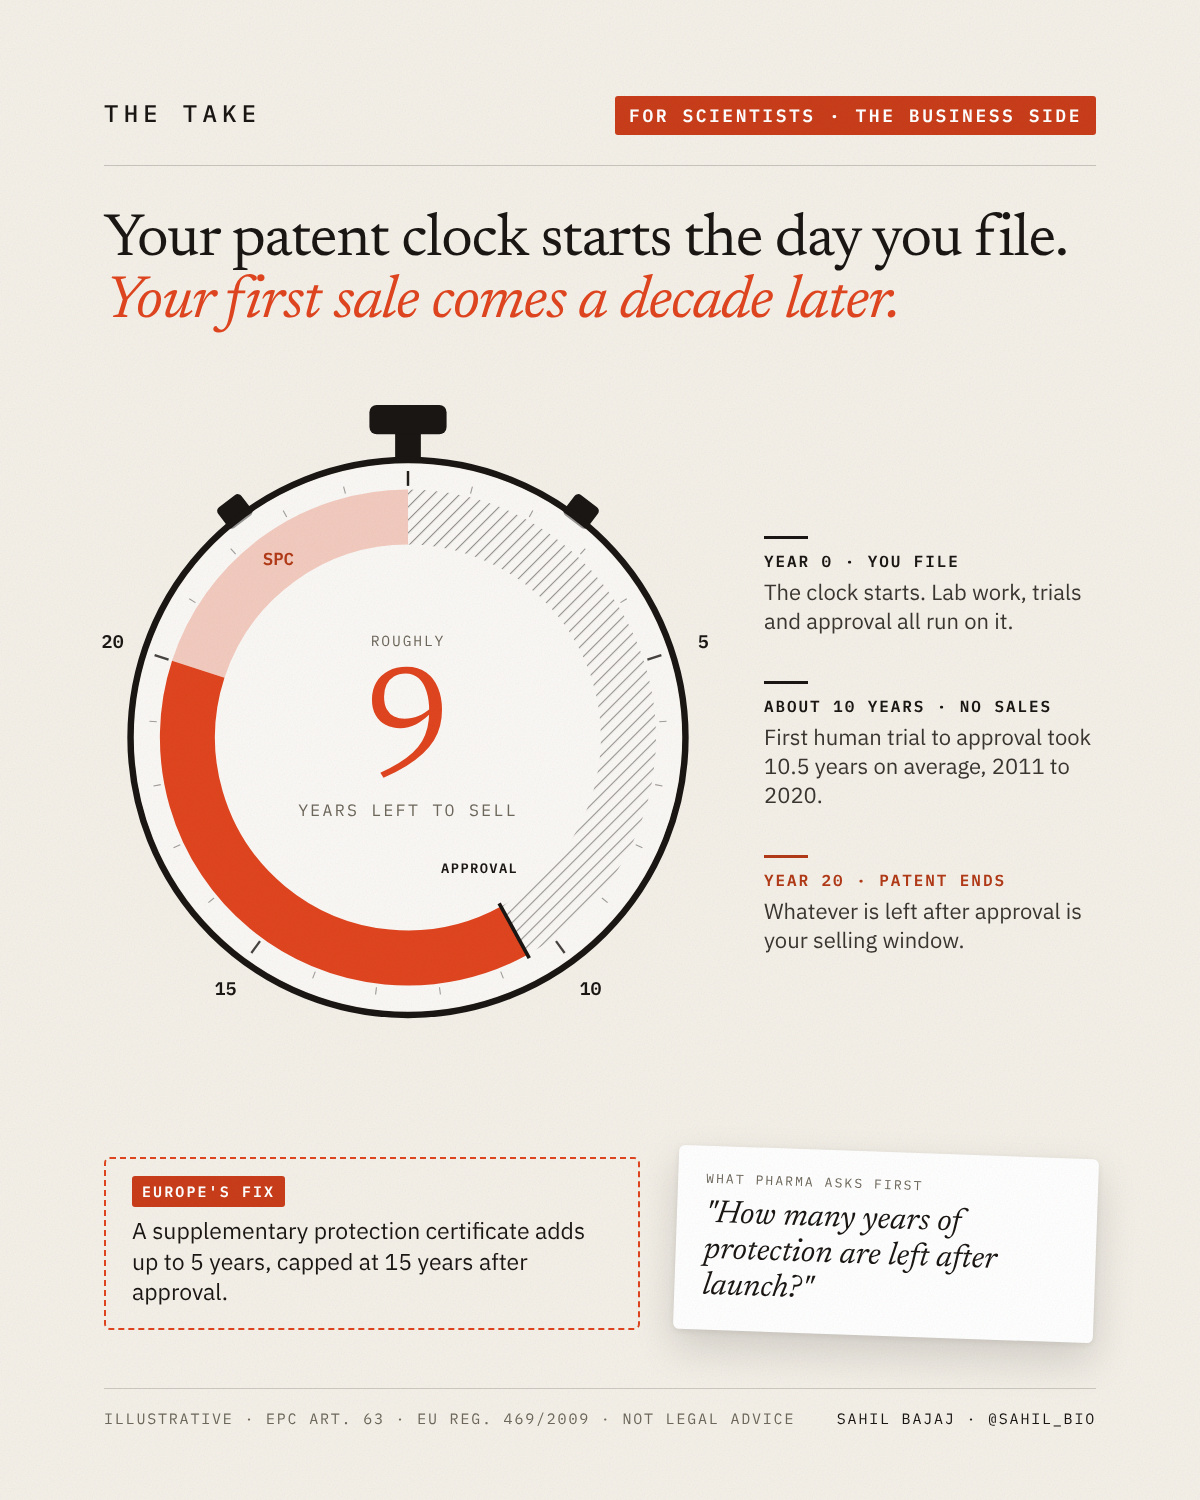 THE TAKE
FOR SCIENTISTS · THE BUSINESS SIDE
Your patent clock starts the day you file.
Your first sale comes a decade later.
SPC
20
5
ROUGHLY
9
YEARS LEFT TO SELL
APPROVAL
15
10
YEAR 0 · YOU FILE
The clock starts. Lab work, trials
and approval all run on it.
ABOUT 10 YEARS · NO SALES
First human trial to approval took
10.5 years on average, 2011 to
2020.
YEAR 20 · PATENT ENDS
Whatever is left after approval is
your selling window.
EUROPE'S FIX
A supplementary protection certificate adds
up to 5 years, capped at 15 years after
approval.
WHAT PHARMA ASKS FIRST
"How many years of
protection are left after
launch?"
ILLUSTRATIVE · EPC ART. 63 · EU REG. 469/2009 · NOT LEGAL ADVICE
SAHIL BAJAJ · @SAHIL_BIO